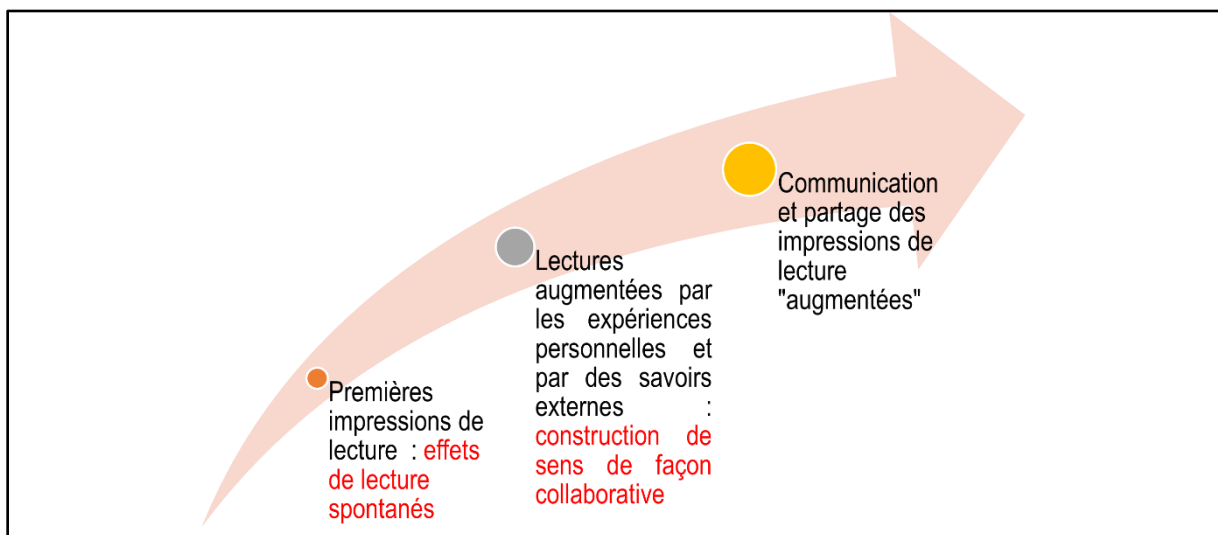 Premières
impressions de
lecture : effets
de lecture
spontanés
Lectures
augmentées par
les expériences
personnelles et
par des savoirs
externes :
construction de
sens de façon
collaborative
Communication
et partage des
impressions de
lecture
"augmentées"